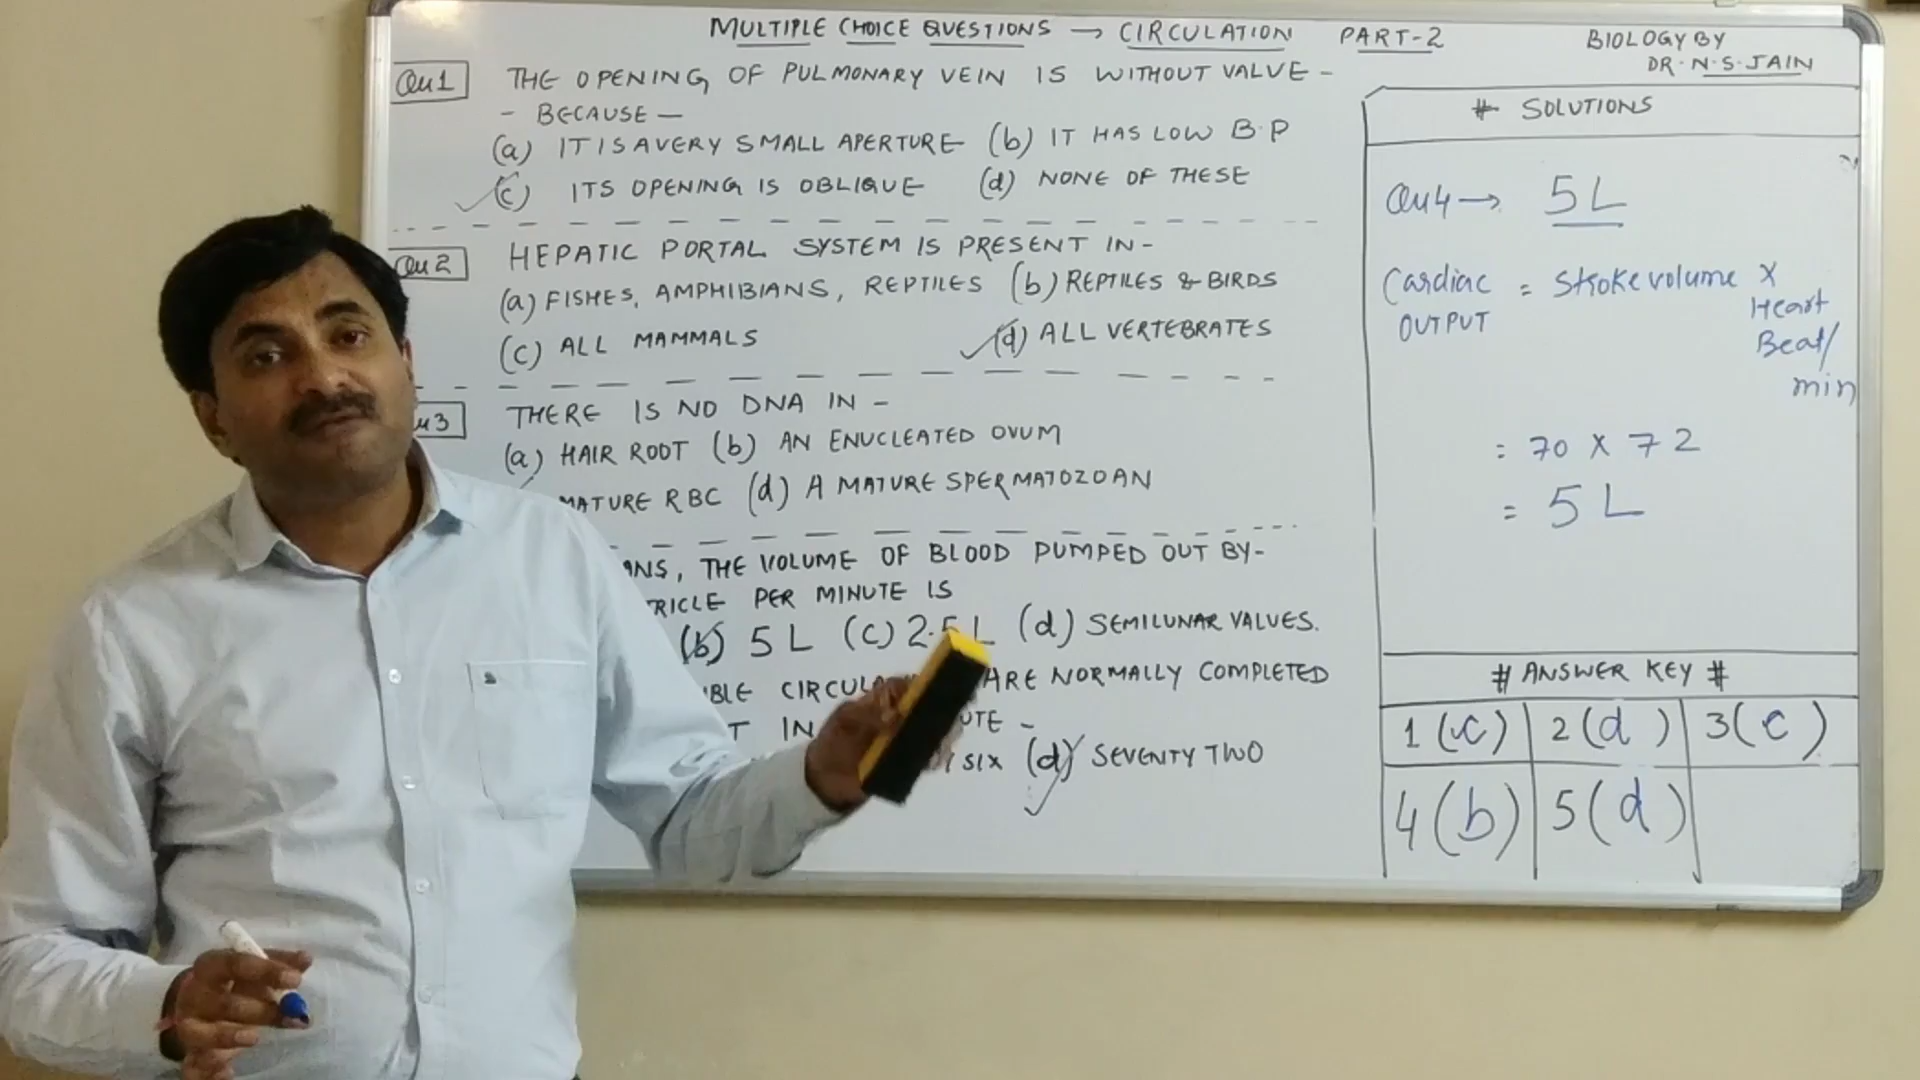 MULTIPLE CHOICE QUESTIONS → CIRCULATION PART-2
BIOLOGY BY
DR. N.S. JAIN
Qu1 THE OPENING OF PULMONARY VEIN IS WITHOUT VALVE -
- BECAUSE —
(a) IT IS A VERY SMALL APERTURE (b) IT HAS LOW B.P
(c) ITS OPENING IS OBLIQUE (d) NONE OF THESE
Qu2 HEPATIC PORTAL SYSTEM IS PRESENT IN -
(a) FISHES, AMPHIBIANS, REPTILES (b) REPTILES & BIRDS
(c) ALL MAMMALS (d) ALL VERTEBRATES
u3 THERE IS NO DNA IN -
(a) HAIR ROOT (b) AN ENUCLEATED OVUM
MATURE RBC (d) A MATURE SPERMATOZOAN
ANS, THE VOLUME OF BLOOD PUMPED OUT BY-
RICLE PER MINUTE IS
(b) 5 L (c) 2.5 L (d) SEMILUNAR VALUES.
BLE CIRCULA ARE NORMALLY COMPLETED
T IN UTE -
SIX (d) SEVENTY TWO
# SOLUTIONS
Qu4 → 5 L
Cardiac = Stroke volume X
OUTPUT Heart
Beat/
min
= 70 X 72
= 5 L
# ANSWER KEY #
1 (c) 2 (d) 3 (c)
4 (b) 5 (d)